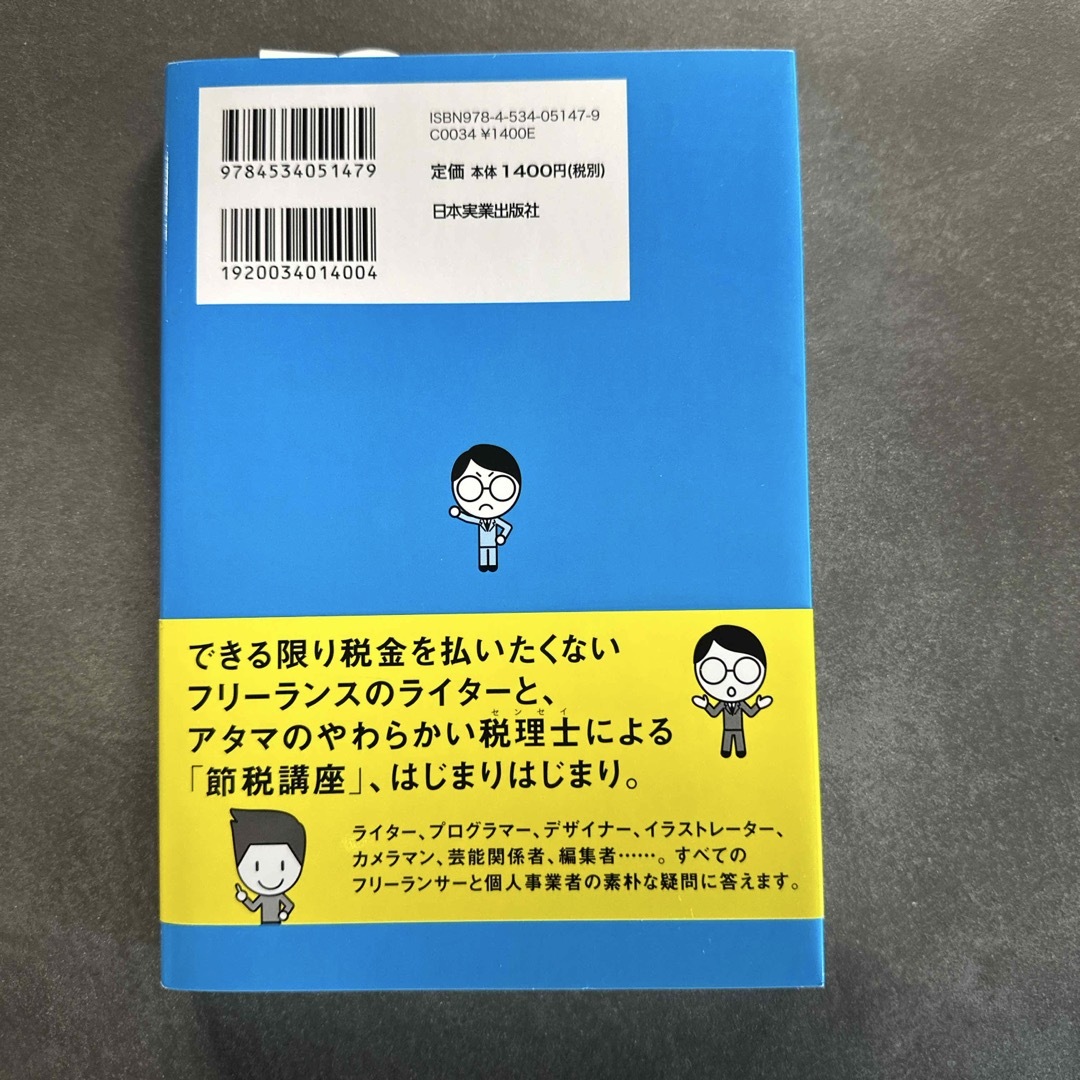 ISBN978-4-534-05147-9
C0034 ¥1400E
9784534051479
定価 本体1400円(税別)
日本実業出版社
1920034014004
できる限り税金を払いたくない
フリーランスのライターと、
センセイ
アタマのやわらかい税理士による
「節税講座」、はじまりはじまり。
ライター、プログラマー、デザイナー、イラストレーター、
カメラマン、芸能関係者、編集者……。すべての
フリーランサーと個人事業者の素朴な疑問に答えます。